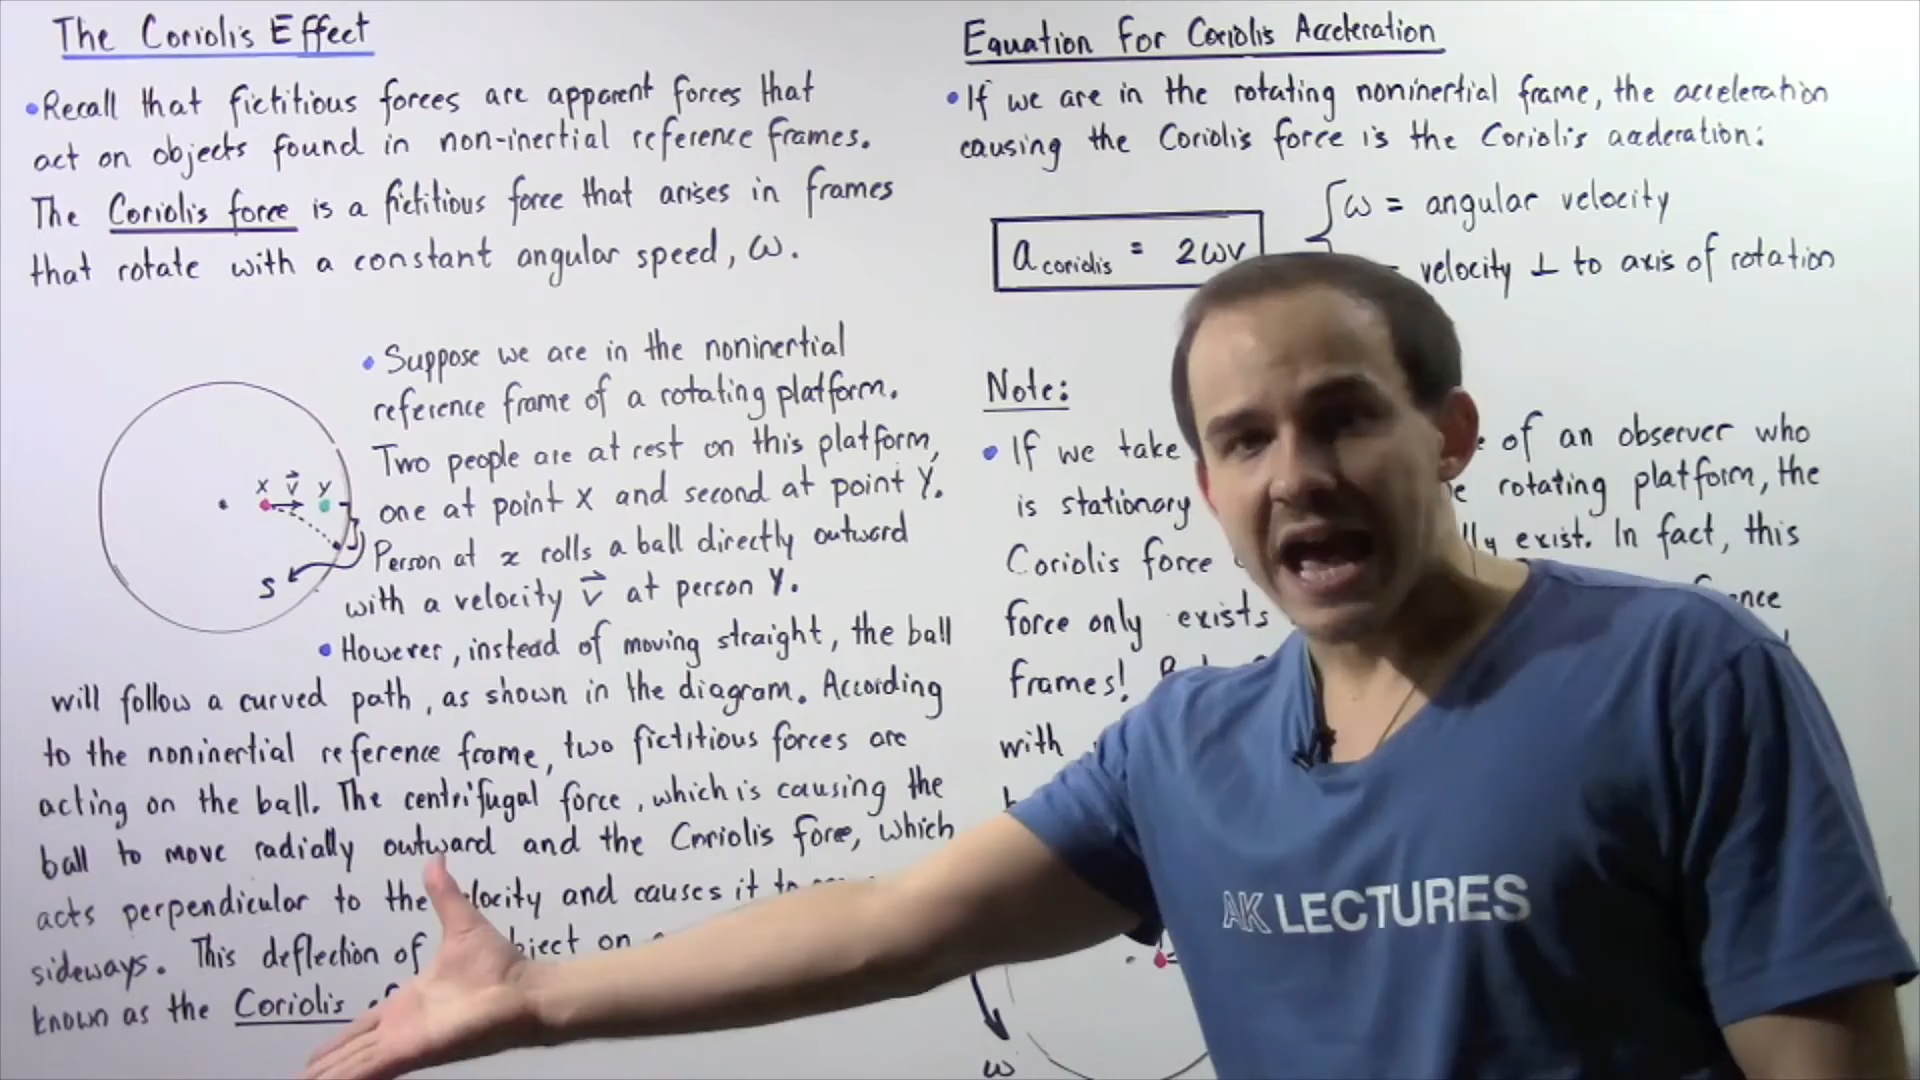 The Coriolis Effect
• Recall that fictitious forces are apparent forces that
act on objects found in non-inertial reference frames.
The Coriolis force is a fictitious force that arises in frames
that rotate with a constant angular speed, ω.
• Suppose we are in the noninertial
reference frame of a rotating platform.
Two people are at rest on this platform,
one at point X and second at point Y.
Person at x rolls a ball directly outward
with a velocity v⃗ at person Y.
• However, instead of moving straight, the ball
will follow a curved path, as shown in the diagram. According
to the noninertial reference frame, two fictitious forces are
acting on the ball. The centrifugal force, which is causing the
ball to move radially outward and the Coriolis force, which
acts perpendicular to the and causes it to
sideways. This deflection of on
known as the Coriolis
X v⃗ Y
S
Equation For Coriolis Acceleration
• If we are in the rotating noninertial frame, the acceleration
causing the Coriolis force is the Coriolis acceleration:
a coriolis = 2ωv
ω = angular velocity
= velocity ⊥ to axis of rotation
Note:
• If we take of an observer who
is stationary rotating platform, the
Coriolis force exist. In fact, this
force only exists
frames!
with
ω
AK LECTURES